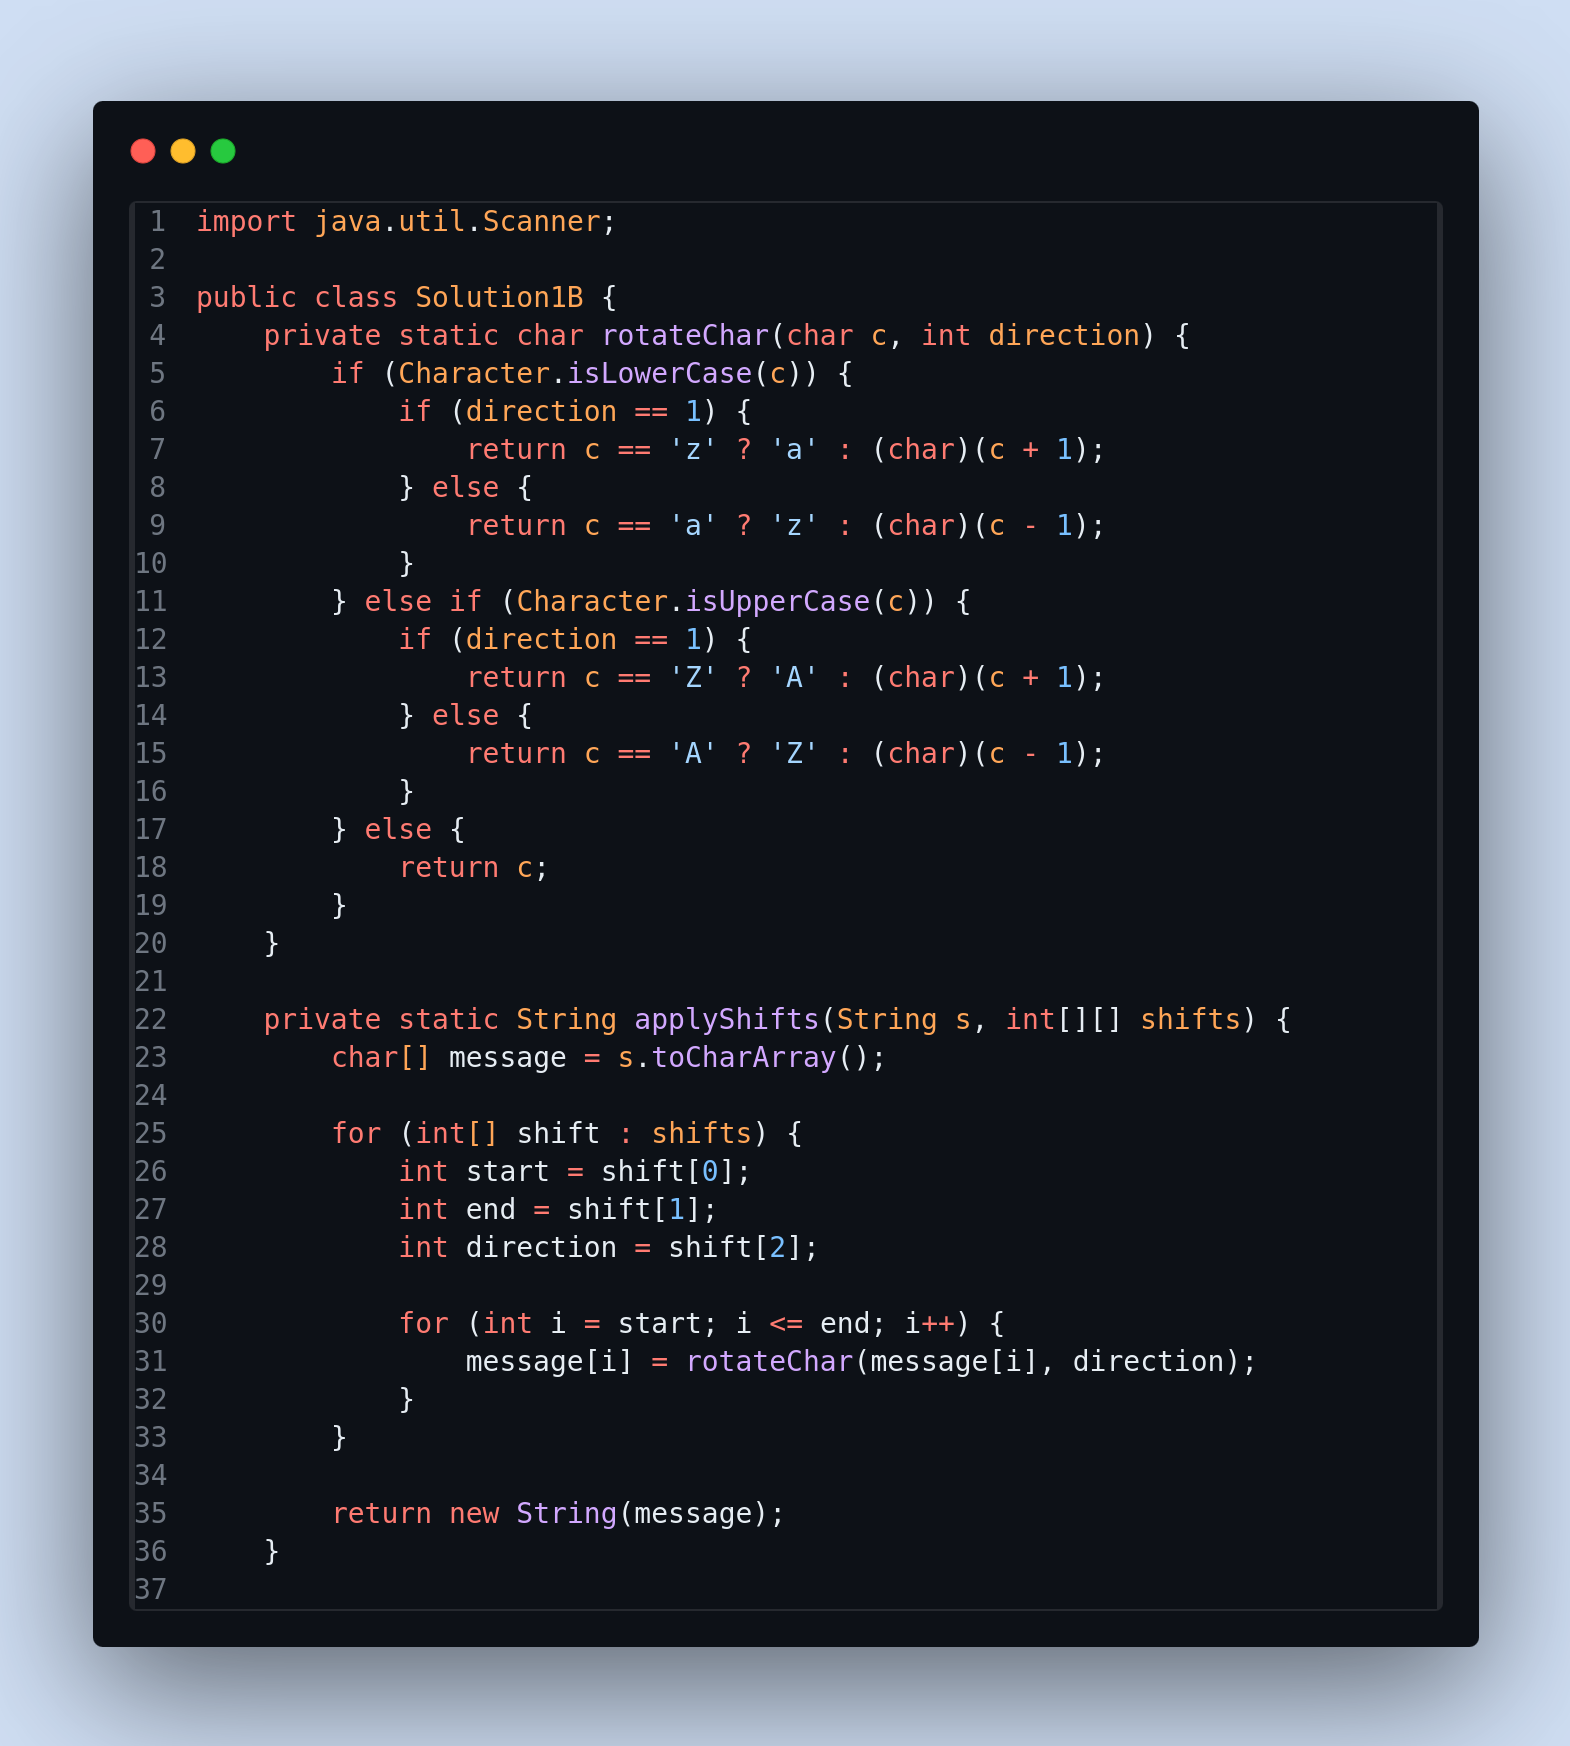 1 import java.util.Scanner;
2
3 public class Solution1B {
4     private static char rotateChar(char c, int direction) {
5         if (Character.isLowerCase(c)) {
6             if (direction == 1) {
7                 return c == 'z' ? 'a' : (char)(c + 1);
8             } else {
9                 return c == 'a' ? 'z' : (char)(c - 1);
10             }
11         } else if (Character.isUpperCase(c)) {
12             if (direction == 1) {
13                 return c == 'Z' ? 'A' : (char)(c + 1);
14             } else {
15                 return c == 'A' ? 'Z' : (char)(c - 1);
16             }
17         } else {
18             return c;
19         }
20     }
21
22     private static String applyShifts(String s, int[][] shifts) {
23         char[] message = s.toCharArray();
24
25         for (int[] shift : shifts) {
26             int start = shift[0];
27             int end = shift[1];
28             int direction = shift[2];
29
30             for (int i = start; i <= end; i++) {
31                 message[i] = rotateChar(message[i], direction);
32             }
33         }
34
35         return new String(message);
36     }
37